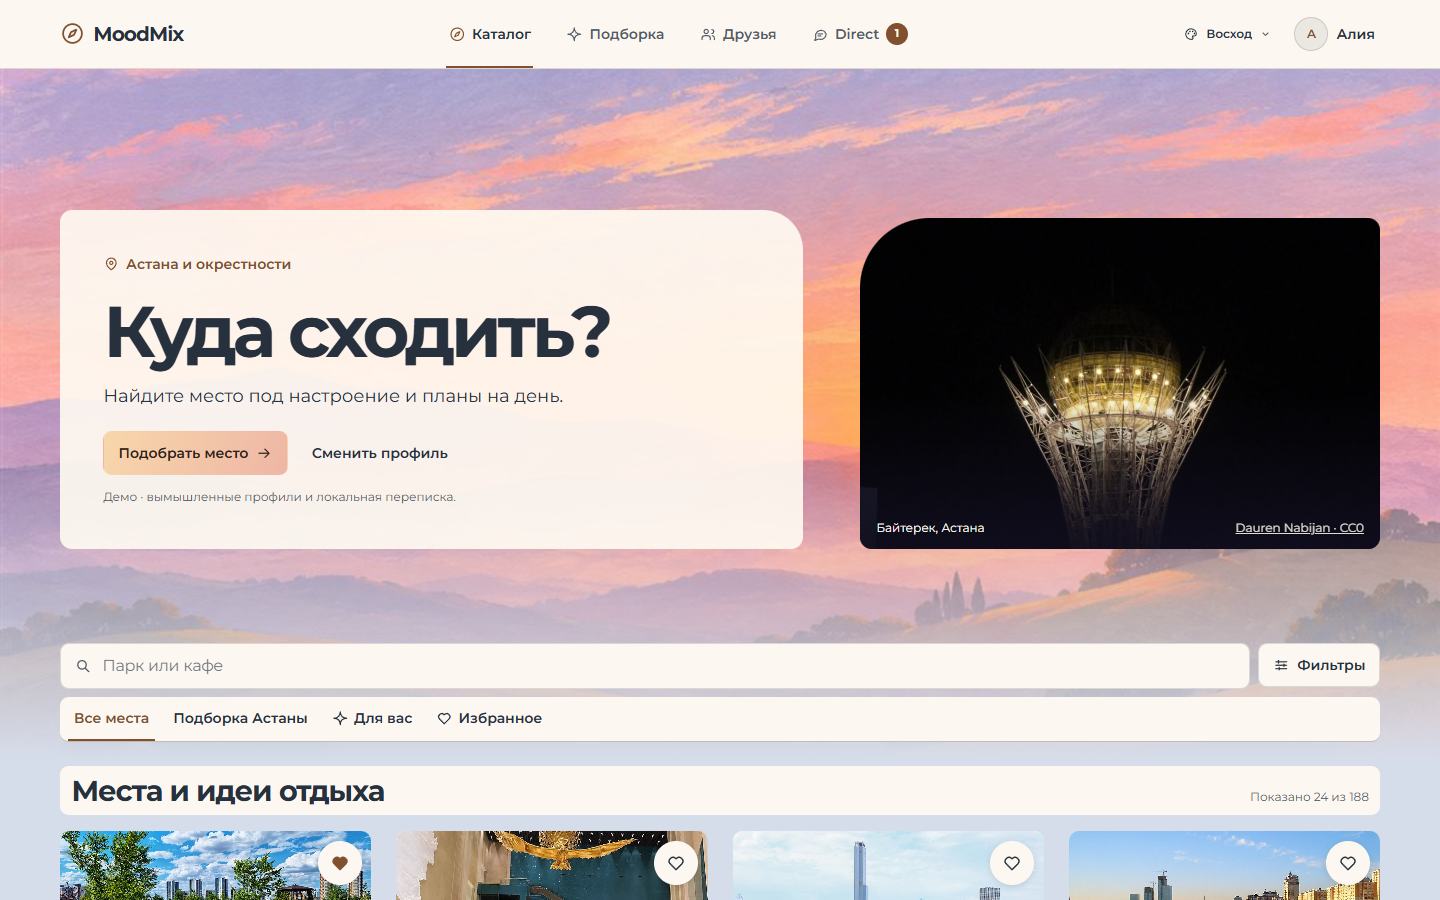 MoodMix
Каталог
Подборка
Друзья
Direct 1
Восход
А Алия
Астана и окрестности
Куда сходить?
Найдите место под настроение и планы на день.
Подобрать место →
Сменить профиль
Демо · вымышленные профили и локальная переписка.
Байтерек, Астана
Dauren Nabijan · CC0
Парк или кафе
Фильтры
Все места
Подборка Астаны
Для вас
Избранное
Места и идеи отдыха
Показано 24 из 188